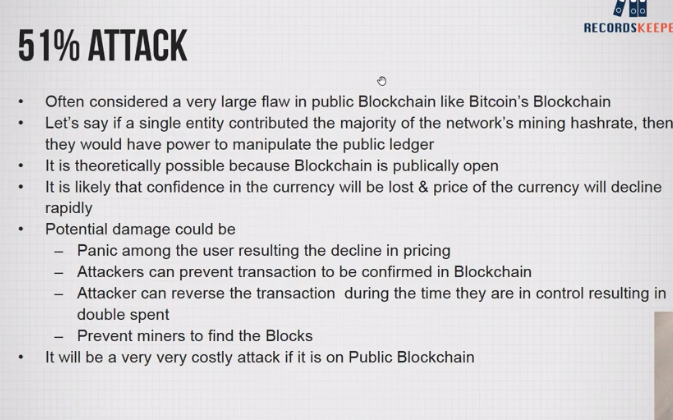 RECORDSKEEPE
51% ATTACK
• Often considered a very large flaw in public Blockchain like Bitcoin's Blockchain
• Let's say if a single entity contributed the majority of the network's mining hashrate, then
they would have power to manipulate the public ledger
• It is theoretically possible because Blockchain is publically open
• It is likely that confidence in the currency will be lost & price of the currency will decline
rapidly
• Potential damage could be
– Panic among the user resulting the decline in pricing
– Attackers can prevent transaction to be confirmed in Blockchain
– Attacker can reverse the transaction during the time they are in control resulting in
double spent
– Prevent miners to find the Blocks
• It will be a very very costly attack if it is on Public Blockchain